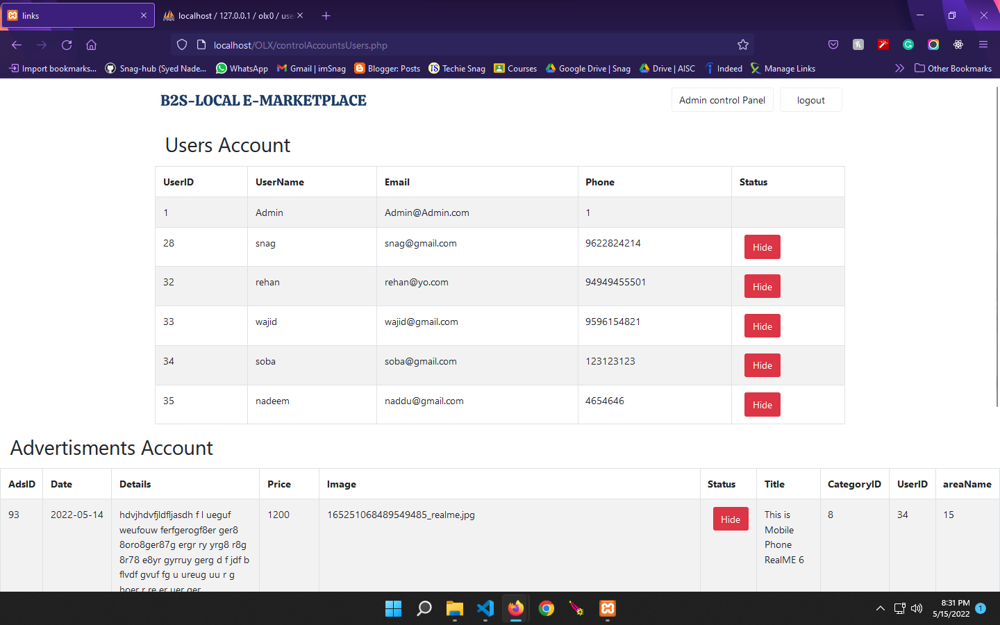 links
localhost / 127.0.0.1 / olx0 / use
localhost/OLX/controlAccountsUsers.php
Import bookmarks... Snag-hub (Syed Nade... WhatsApp Gmail | imSnag Blogger: Posts Techie Snag Courses Google Drive | Snag Drive | AISC Indeed Manage Links Other Bookmarks
B2S-LOCAL E-MARKETPLACE Admin control Panel logout
Users Account
UserID UserName Email Phone Status
1 Admin Admin@Admin.com 1
28 snag snag@gmail.com 9622824214 Hide
32 rehan rehan@yo.com 94949455501 Hide
33 wajid wajid@gmail.com 9596154821 Hide
34 soba soba@gmail.com 123123123 Hide
35 nadeem naddu@gmail.com 4654646 Hide
Advertisments Account
AdsID Date Details Price Image Status Title CategoryID UserID areaName
93 2022-05-14 hdvjhdvfjldfljasdh f l ueguf 1200 165251068489549485_realme.jpg Hide This is 8 34 15
weufouw ferfgerogf8er ger8 Mobile
8oro8ger87g ergr ry yrg8 r8g Phone
8r78 e8yr gyrruy gerg d f jdf b RealME 6
flvdf gvuf fg u ureug uu r g
hoer r re er uer ger
8:31 PM
5/15/2022 1